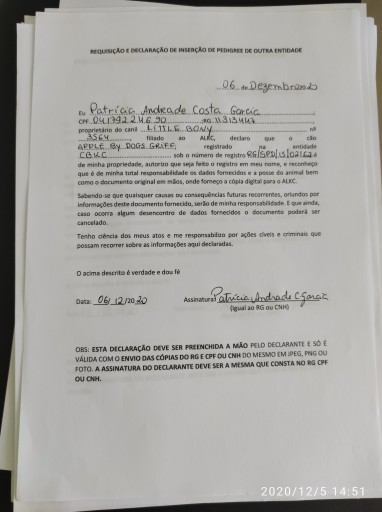 REQUISIÇÃO E DECLARAÇÃO DE INSERÇÃO DE PEDIGREE DE OUTRA ENTIDADE
06 de Dezembro 20
Eu Patrícia Andrade Costa Garcia
CPF RG
proprietário do canil LITTLE BONY nº
3564 filiado ao ALKC, declaro que o cão
APPLE By DOGS GRIFF, registrado na entidade
CBKC sob o número de registro
de minha propriedade, autorizo que seja feito o registro em meu nome, e reconheço
que é de minha total responsabilidade os dados fornecidos e a posse do animal bem
como o documento original em mãos, onde forneço a cópia digital para o ALKC.
Sabendo-se que quaisquer causas ou consequências futuras recorrentes, oriundos por
informações deste documento fornecido, serão de minha responsabilidade. E que ainda,
caso ocorra algum desencontro de dados fornecidos o documento poderá ser
cancelado.
Tenho ciência dos meus atos e me responsabilizo por ações cíveis e criminais que
possam recorrer sobre as informações aqui declaradas.
O acima descrito é verdade e dou fé
Data: 06/12/2020 Assinatura: Patrícia Andrade C Garcia
(igual ao RG ou CNH)
OBS: ESTA DECLARAÇÃO DEVE SER PREENCHIDA A MÃO PELO DECLARANTE E SÓ É
VÁLIDA COM O ENVIO DAS CÓPIAS DO RG E CPF OU CNH DO MESMO EM JPEG, PNG OU
FOTO. A ASSINATURA DO DECLARANTE DEVE SER A MESMA QUE CONSTA NO RG CPF
OU CNH.
2020/12/5 14:51